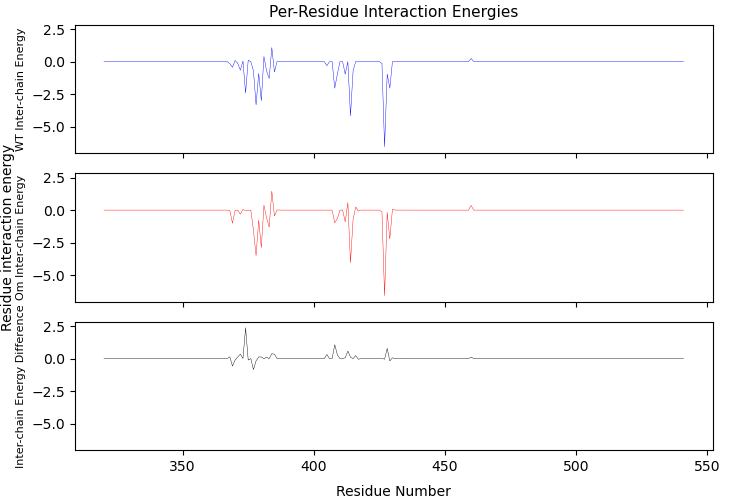 Per-Residue Interaction Energies
Residue interaction energy
WT Inter-chain Energy
2.5
0.0
−2.5
−5.0
Om Inter-chain Energy
2.5
0.0
−2.5
−5.0
Inter-chain Energy Difference
2.5
0.0
−2.5
−5.0
350 400 450 500 550
Residue Number